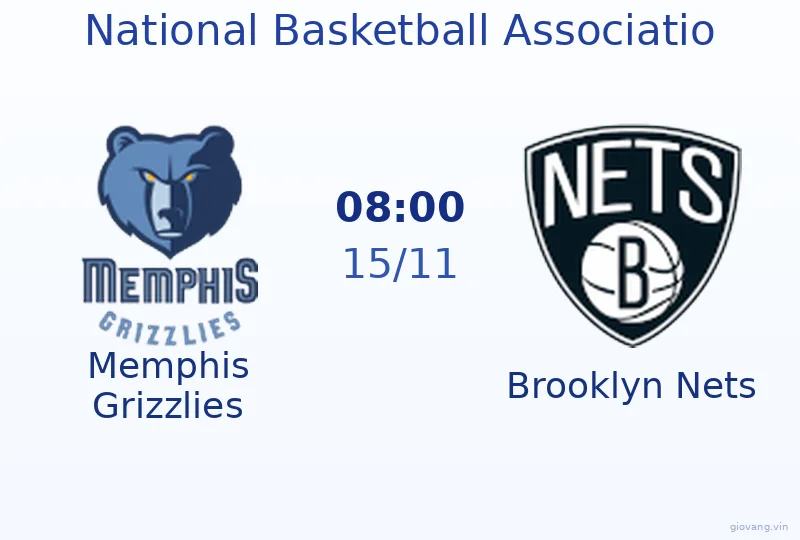 National Basketball Associatio
MEMPHIS
GRIZZLIES
Memphis
Grizzlies
08:00
15/11
NETS
B
Brooklyn Nets
giovang.vin